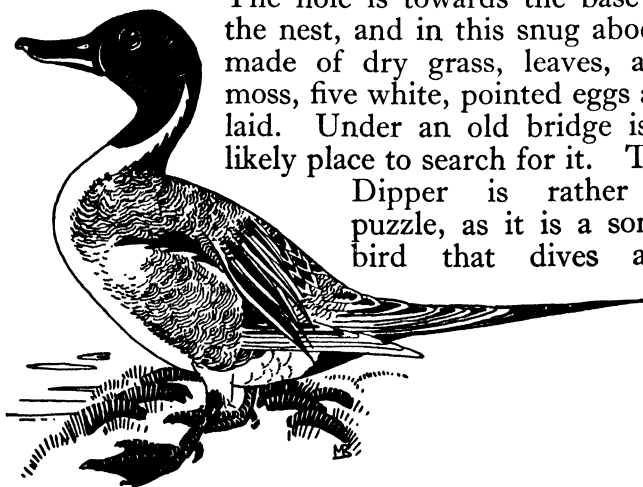 The hole is towards the base
the nest, and in this snug
made of dry grass, leaves,
moss, five white, pointed eggs
laid. Under an old bridge
likely place to search for it.
Dipper is rather
puzzle, as it is a
bird that dives
MB